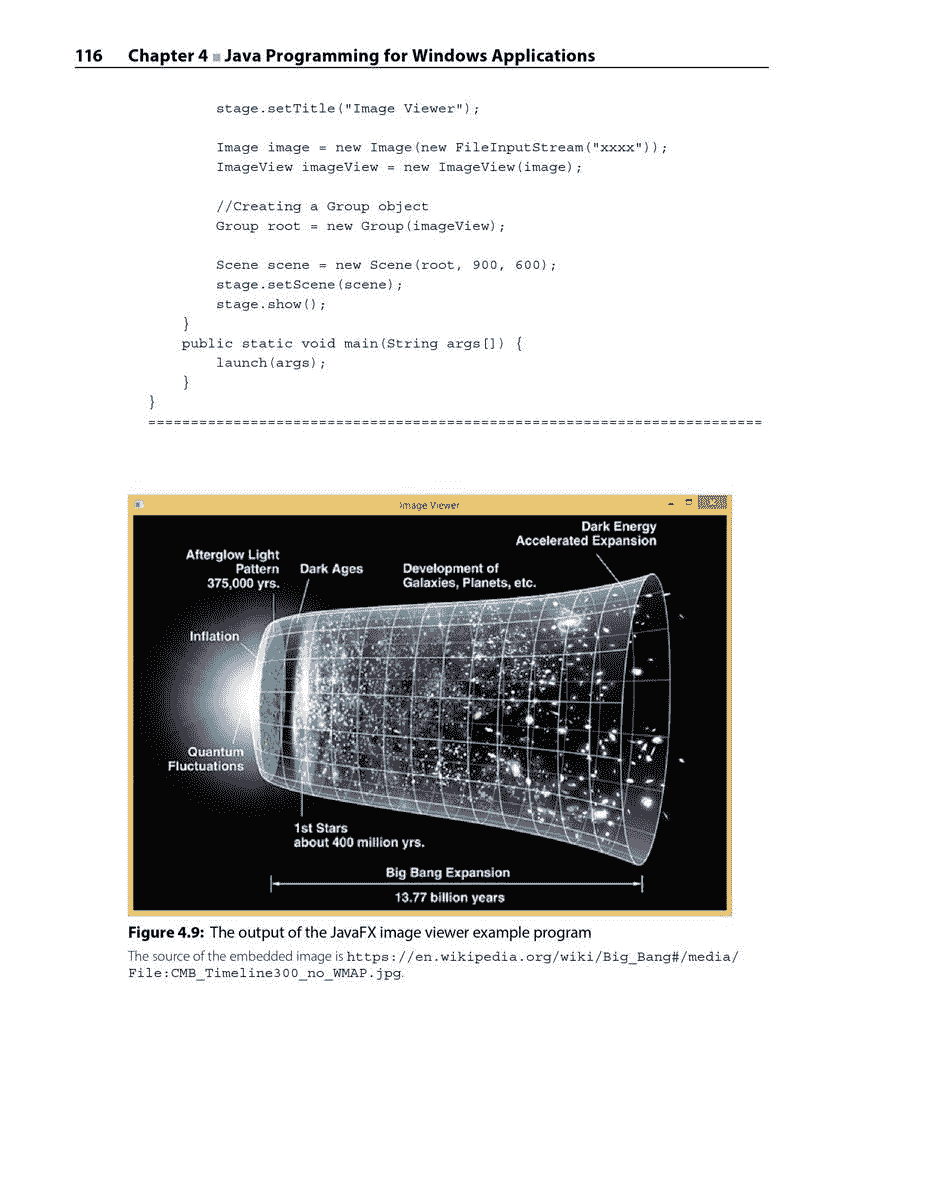 116 Chapter 4 ■ Java Programming for Windows Applications
stage.setTitle("Image Viewer");
Image image = new Image(new FileInputStream("xxxx"));
ImageView imageView = new ImageView(image);
//Creating a Group object
Group root = new Group(imageView);
Scene scene = new Scene(root, 900, 600);
stage.setScene(scene);
stage.show();
}
public static void main(String args[]) {
launch(args);
}
}
========================================================================
Image Viewer
Dark Energy
Accelerated Expansion
Afterglow Light
Pattern
375,000 yrs.
Dark Ages
Development of
Galaxies, Planets, etc.
Inflation
Quantum
Fluctuations
1st Stars
about 400 million yrs.
Big Bang Expansion
13.77 billion years
Figure 4.9: The output of the JavaFX image viewer example program
The source of the embedded image is https://en.wikipedia.org/wiki/Big_Bang#/media/
File:CMB_Timeline300_no_WMAP.jpg.